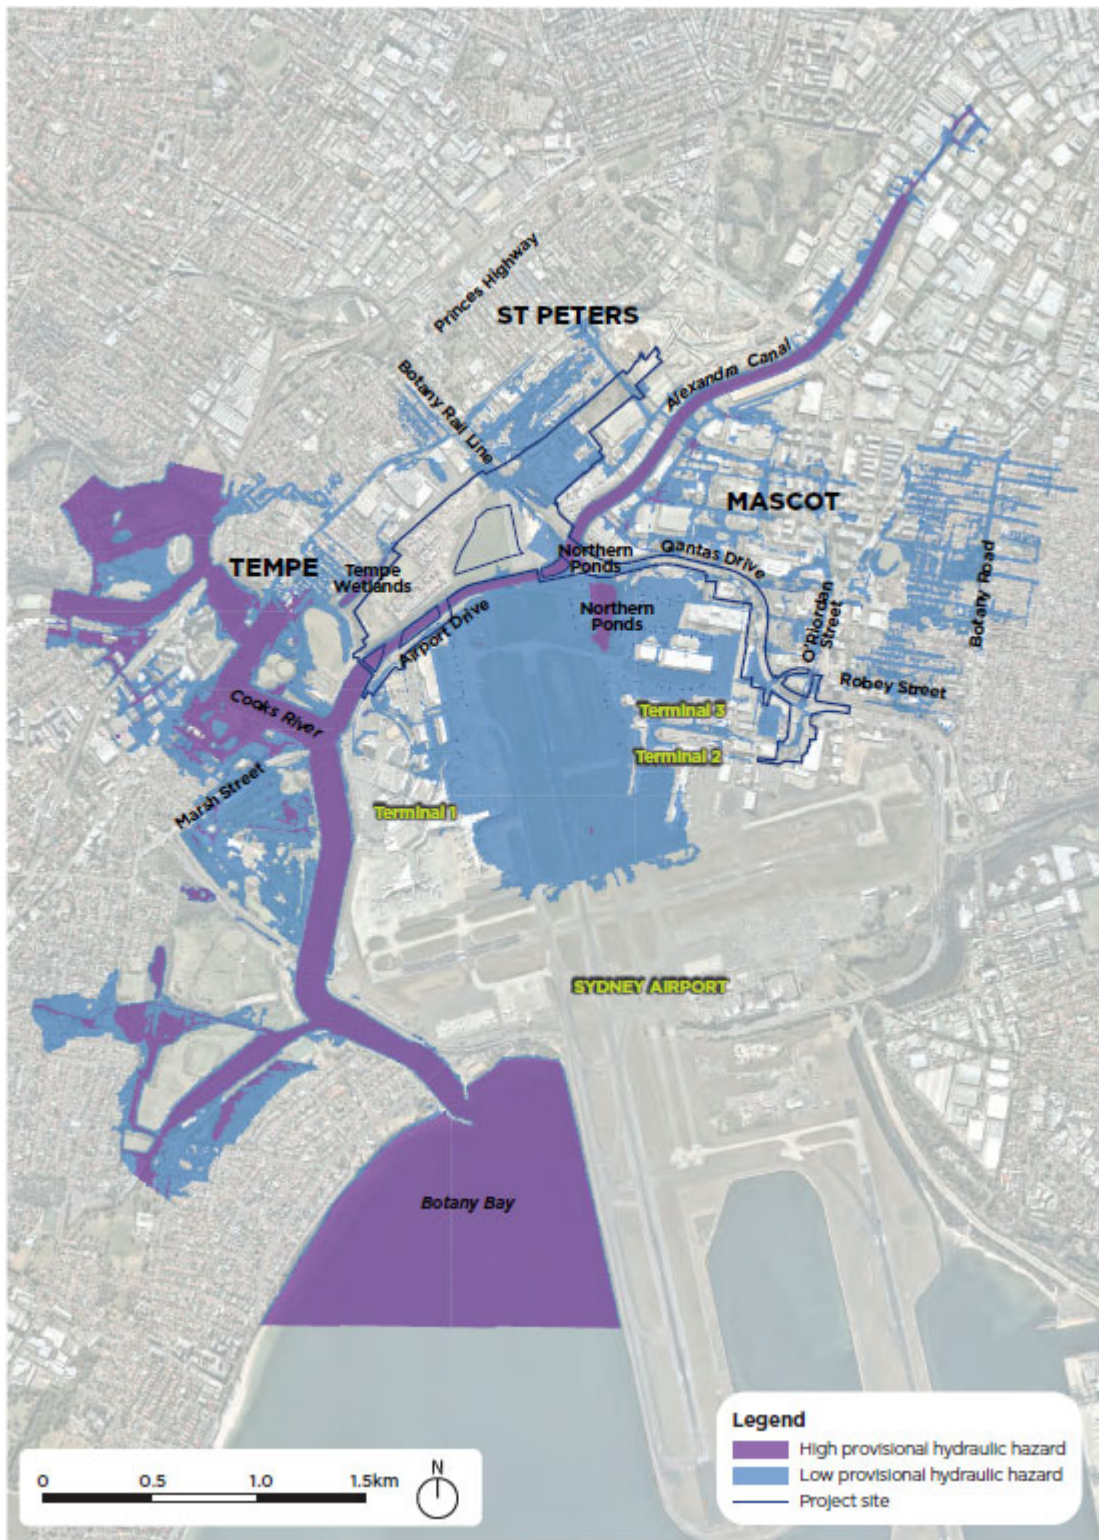 Princes Highway
ST PETERS
Alexandra Canal
Botany Rail Line
MASCOT
Northern
Ponds
Qantas Drive
TEMPE
Tempe
Wetlands
Northern
Ponds
Airport Drive
O'Riordan
Street
Botany Road
Robey Street
Cooks River
Terminal 3
Terminal 2
Marsh Street
Terminal 1
SYDNEY AIRPORT
Botany Bay
Legend
High provisional hydraulic hazard
Low provisional hydraulic hazard
Project site
0 0.5 1.0 1.5km
N